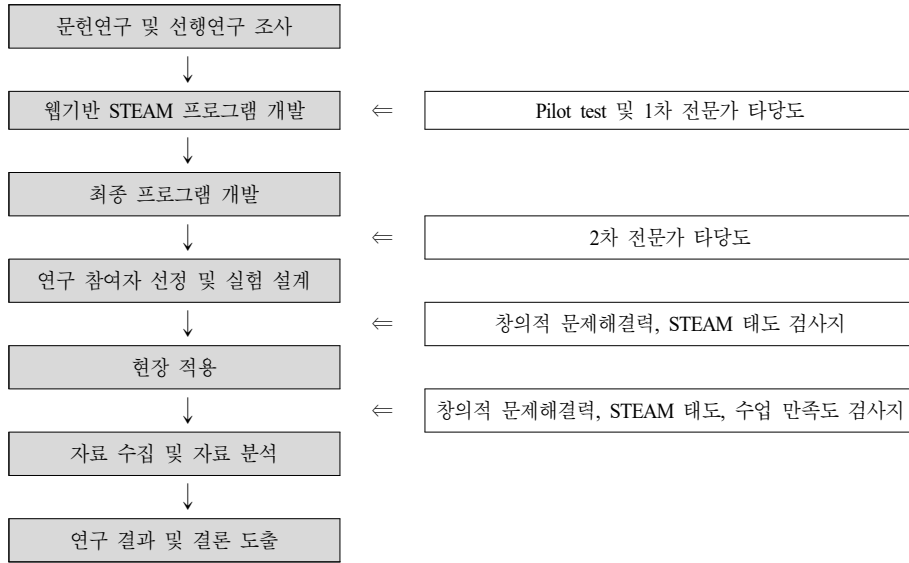 문헌연구 및 선행연구 조사
↓
웹기반 STEAM 프로그램 개발 ⇐ Pilot test 및 1차 전문가 타당도
↓
최종 프로그램 개발
↓ ⇐ 2차 전문가 타당도
연구 참여자 선정 및 실험 설계
↓ ⇐ 창의적 문제해결력, STEAM 태도 검사지
현장 적용
↓ ⇐ 창의적 문제해결력, STEAM 태도, 수업 만족도 검사지
자료 수집 및 자료 분석
↓
연구 결과 및 결론 도출